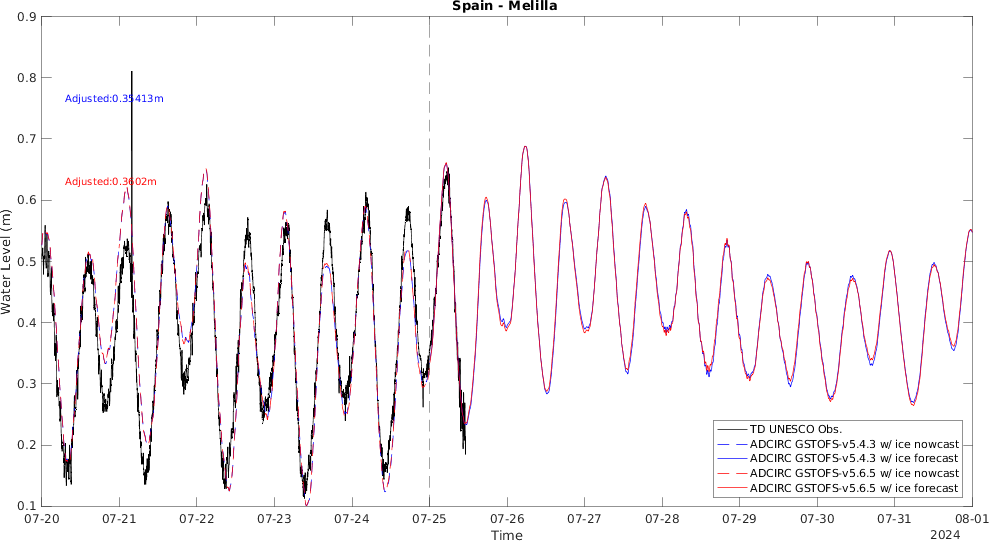 Spain - Melilla
Water Level (m)
0.9
0.8
0.7
0.6
0.5
0.4
0.3
0.2
0.1
Adjusted:0.35413m
Adjusted:0.3602m
TD UNESCO Obs.
ADCIRC GSTOFS-v5.4.3 w/ ice nowcast
ADCIRC GSTOFS-v5.4.3 w/ ice forecast
ADCIRC GSTOFS-v5.6.5 w/ ice nowcast
ADCIRC GSTOFS-v5.6.5 w/ ice forecast
07-20 07-21 07-22 07-23 07-24 07-25 07-26 07-27 07-28 07-29 07-30 07-31 08-01
Time
2024